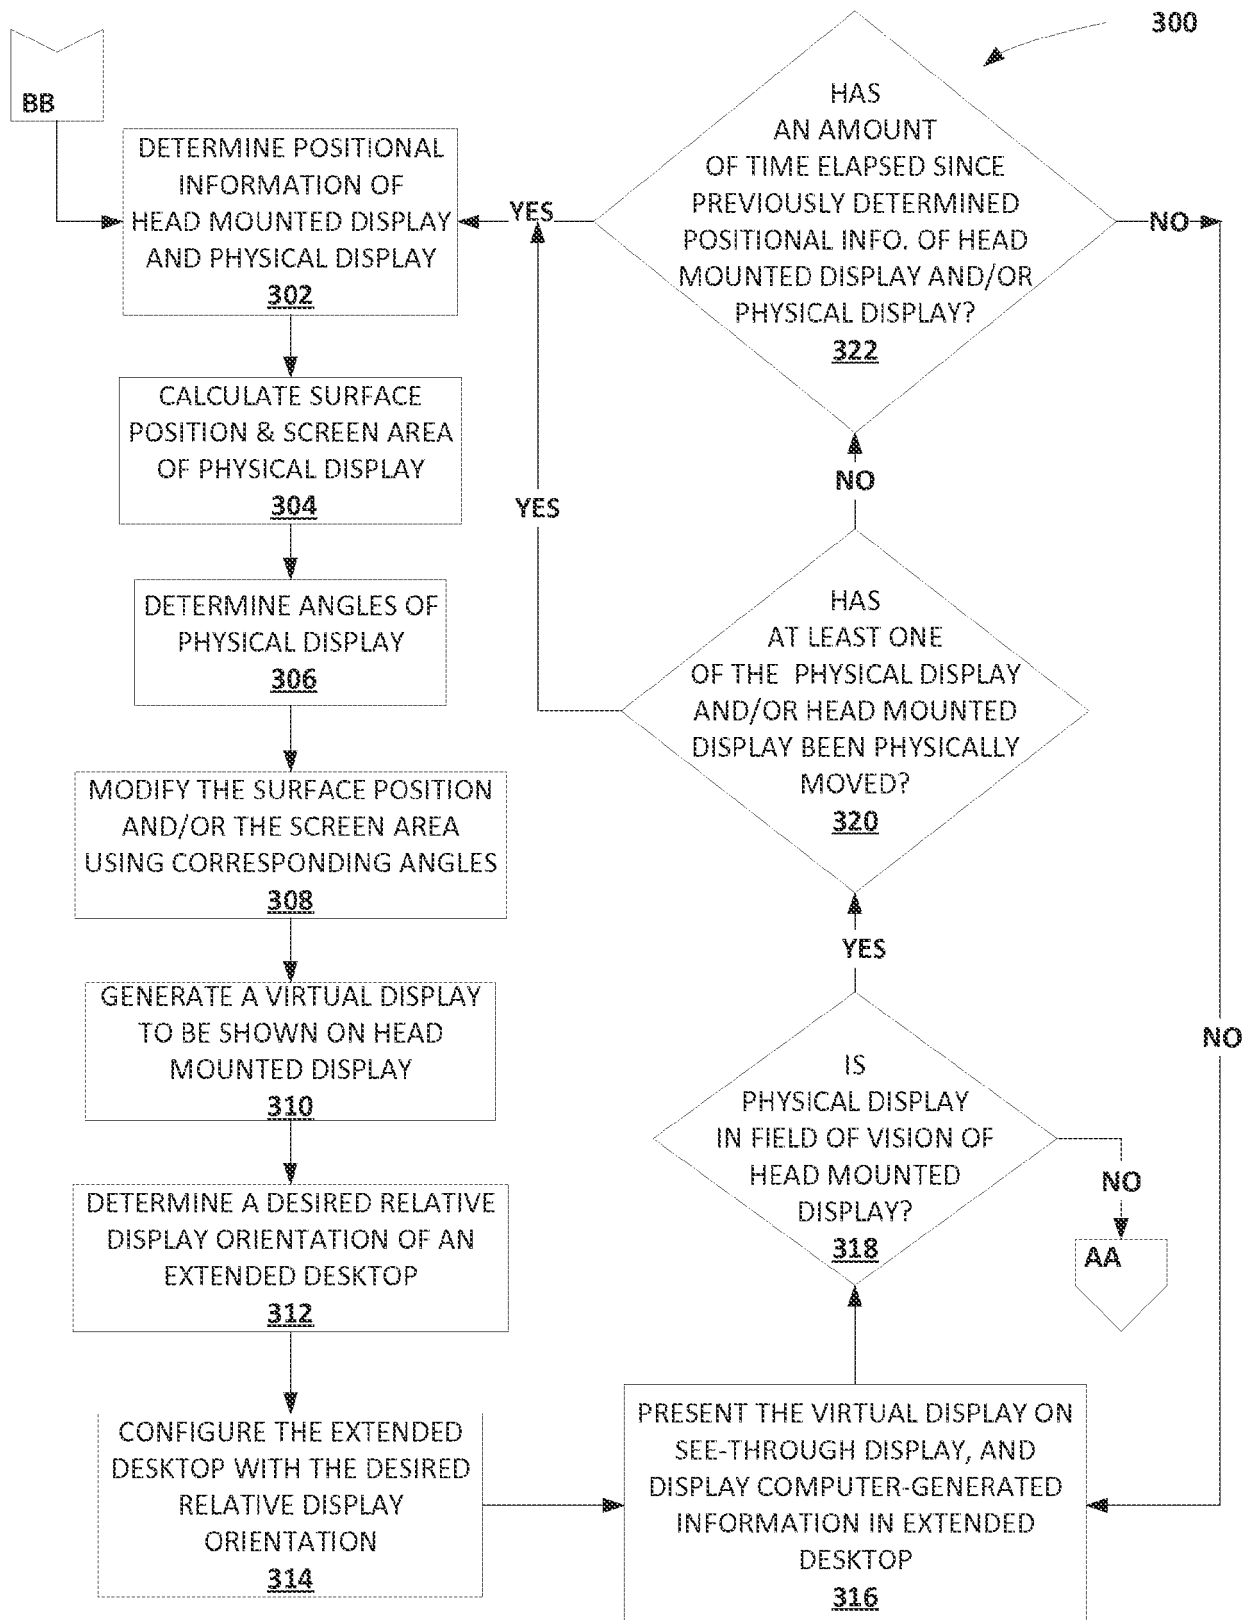 300
BB
DETERMINE POSITIONAL
INFORMATION OF
HEAD MOUNTED DISPLAY
AND PHYSICAL DISPLAY
302
CALCULATE SURFACE
POSITION & SCREEN AREA
OF PHYSICAL DISPLAY
304
DETERMINE ANGLES OF
PHYSICAL DISPLAY
306
MODIFY THE SURFACE POSITION
AND/OR THE SCREEN AREA
USING CORRESPONDING ANGLES
308
GENERATE A VIRTUAL DISPLAY
TO BE SHOWN ON HEAD
MOUNTED DISPLAY
310
DETERMINE A DESIRED RELATIVE
DISPLAY ORIENTATION OF AN
EXTENDED DESKTOP
312
CONFIGURE THE EXTENDED
DESKTOP WITH THE DESIRED
RELATIVE DISPLAY
ORIENTATION
314
PRESENT THE VIRTUAL DISPLAY ON
SEE-THROUGH DISPLAY, AND
DISPLAY COMPUTER-GENERATED
INFORMATION IN EXTENDED
DESKTOP
316
IS
PHYSICAL DISPLAY
IN FIELD OF VISION OF
HEAD MOUNTED
DISPLAY?
318
NO
AA
YES
HAS
AT LEAST ONE
OF THE PHYSICAL DISPLAY
AND/OR HEAD MOUNTED
DISPLAY BEEN PHYSICALLY
MOVED?
320
YES
NO
HAS
AN AMOUNT
OF TIME ELAPSED SINCE
PREVIOUSLY DETERMINED
POSITIONAL INFO. OF HEAD
MOUNTED DISPLAY AND/OR
PHYSICAL DISPLAY?
322
YES
NO
NO